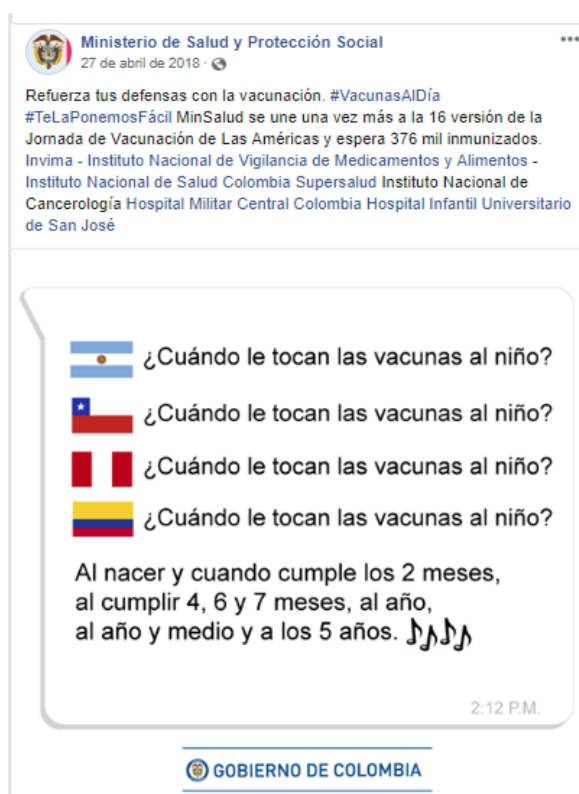 Ministerio de Salud y Protección Social
27 de abril de 2018 ·
Refuerza tus defensas con la vacunación. #VacunasAlDía
#TeLaPonemosFácil MinSalud se une una vez más a la 16 versión de la
Jornada de Vacunación de Las Américas y espera 376 mil inmunizados.
Invima - Instituto Nacional de Vigilancia de Medicamentos y Alimentos -
Instituto Nacional de Salud Colombia Supersalud Instituto Nacional de
Cancerología Hospital Militar Central Colombia Hospital Infantil Universitario
de San José
¿Cuándo le tocan las vacunas al niño?
¿Cuándo le tocan las vacunas al niño?
¿Cuándo le tocan las vacunas al niño?
¿Cuándo le tocan las vacunas al niño?
Al nacer y cuando cumple los 2 meses,
al cumplir 4, 6 y 7 meses, al año,
al año y medio y a los 5 años.
2:12 P.M.
GOBIERNO DE COLOMBIA